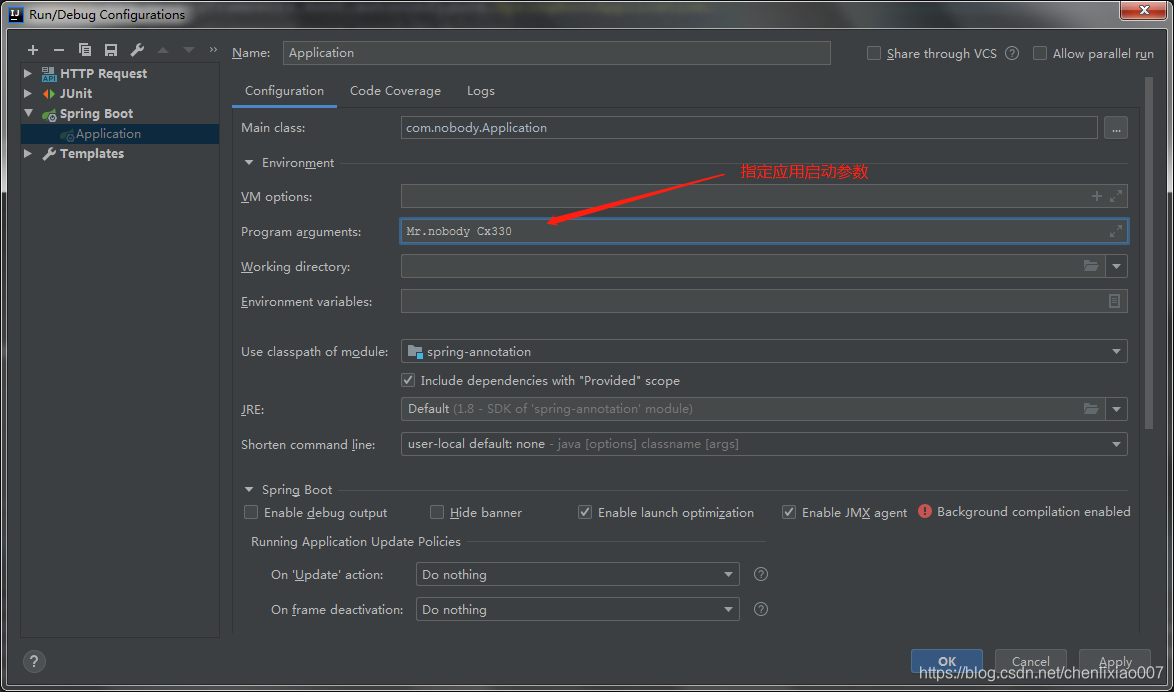 Run/Debug Configurations
Name: Application Share through VCS Allow parallel run
HTTP Request
JUnit
Spring Boot
Application
Templates
Configuration Code Coverage Logs
Main class: com.nobody.Application ...
Environment
指定应用启动参数
VM options:
Program arguments: Mr.nobody Cx330
Working directory:
Environment variables:
Use classpath of module: spring-annotation
Include dependencies with "Provided" scope
JRE: Default (1.8 - SDK of 'spring-annotation' module)
Shorten command line: user-local default: none - java [options] classname [args]
Spring Boot
Enable debug output Hide banner Enable launch optimization Enable JMX agent Background compilation enabled
Running Application Update Policies
On 'Update' action: Do nothing
On frame deactivation: Do nothing
OK Cancel Apply
https://blog.csdn.net/chenlixiao007